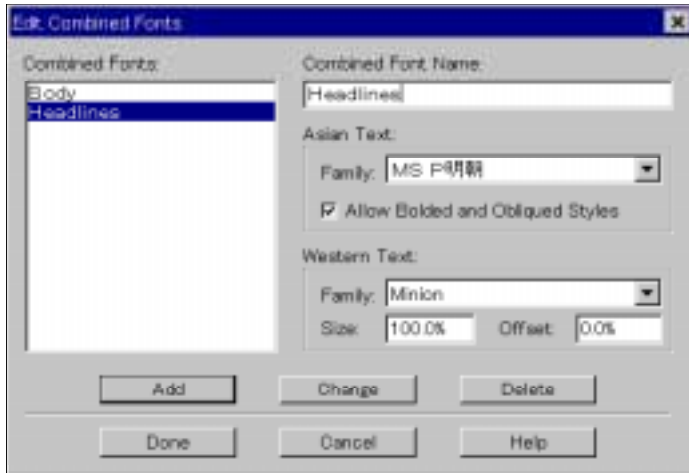 Edit Combined Fonts
Combined Fonts:
Body
Headlines
Combined Font Name:
Headlines
Asian Text:
Family: MS P明朝
Allow Bolded and Obliqued Styles
Western Text:
Family: Minion
Size: 100.0% Offset: 0.0%
Add Change Delete
Done Cancel Help